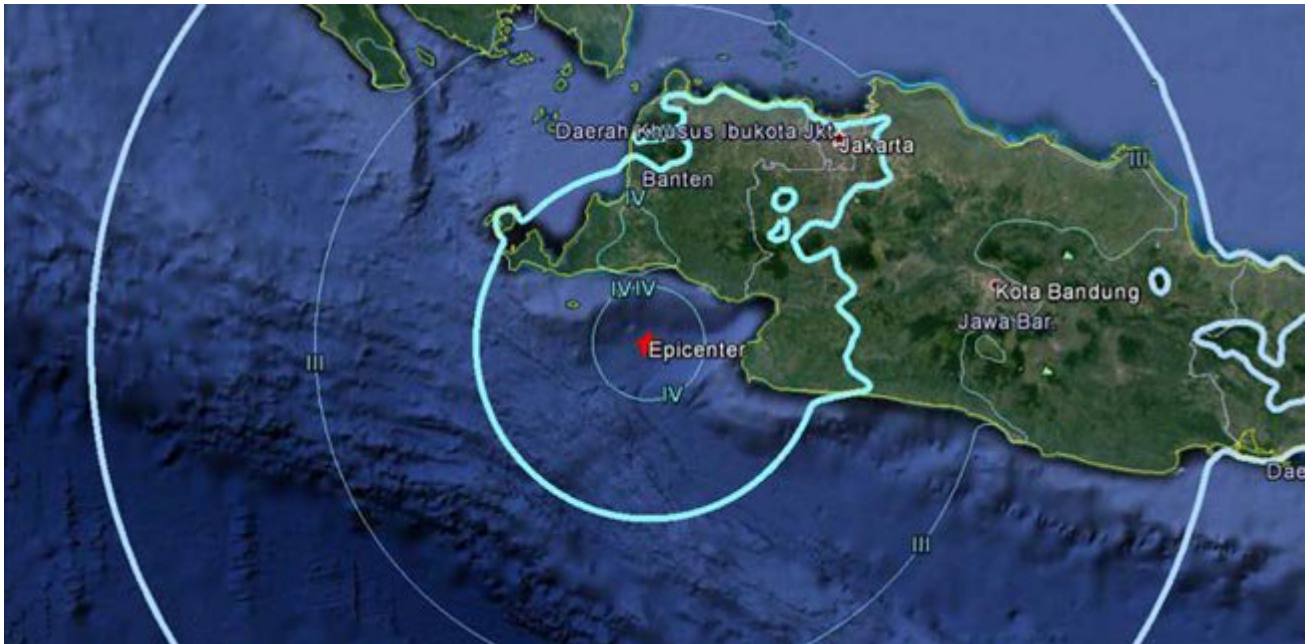 Daerah Khusus Ibukota Jkt
Jakarta
III
Banten
IV
IV IV
Kota Bandung
Jawa Bar.
Epicenter
III
IV
Dae
III